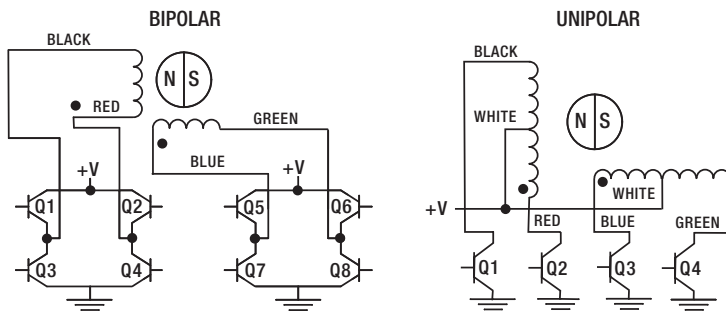 BIPOLAR
BLACK
N S
RED
GREEN
BLUE
+V
+V
Q1
Q2
Q5
Q6
Q3
Q4
Q7
Q8
UNIPOLAR
BLACK
WHITE
N S
WHITE
+V
RED
BLUE
GREEN
Q1
Q2
Q3
Q4